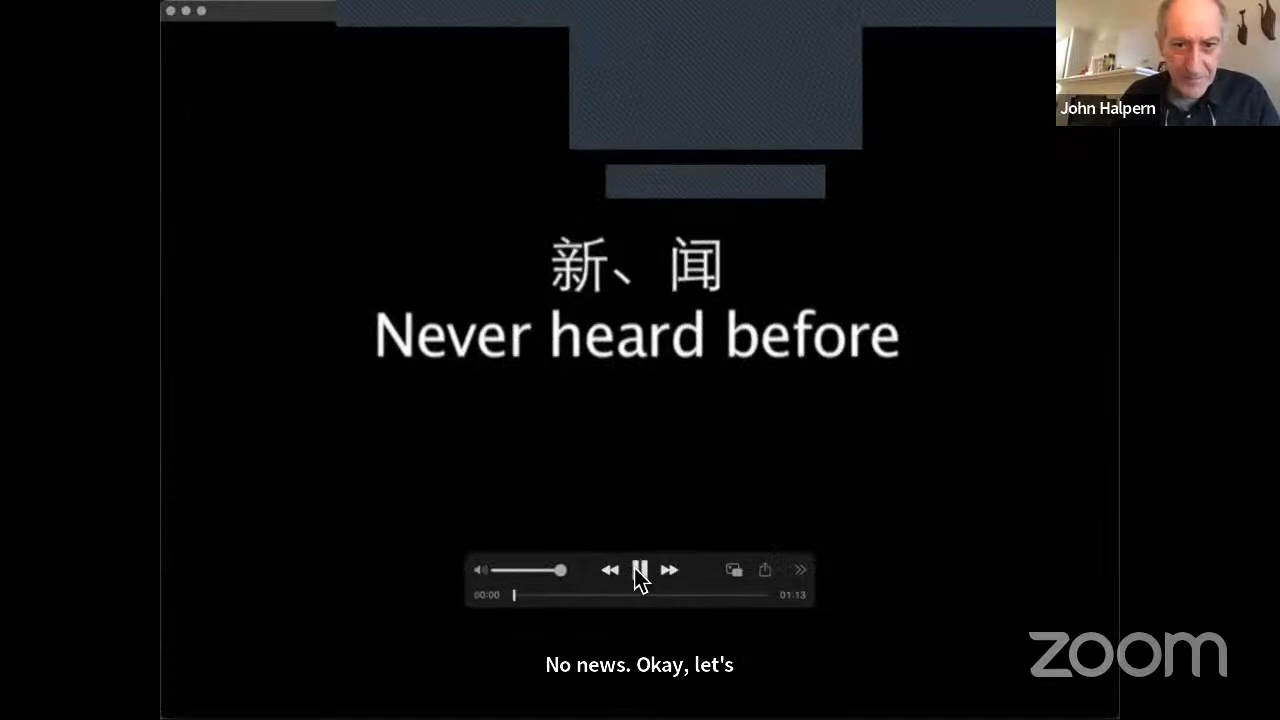 John Halpern
新、闻
Never heard before
00:00
01:13
No news. Okay, let's
zoom